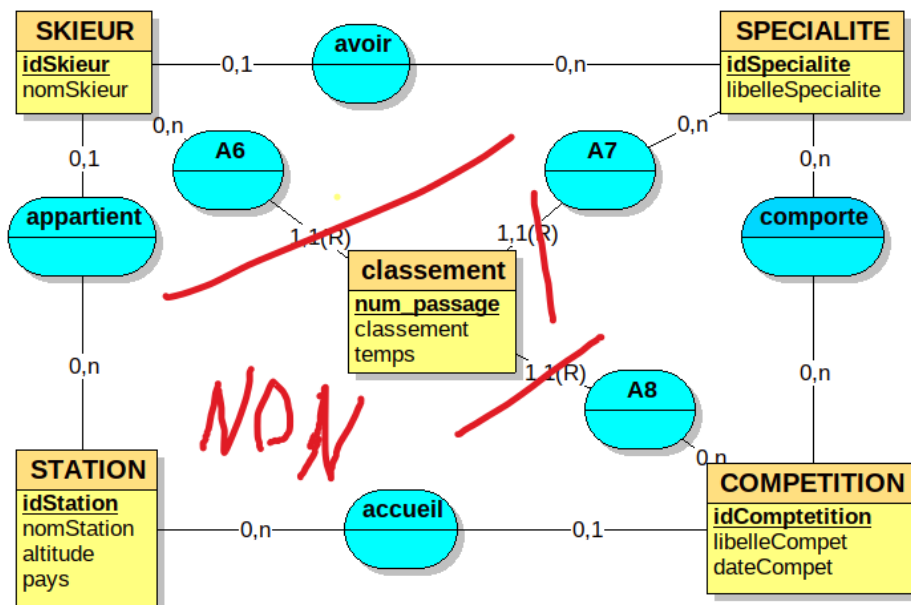 SKIEUR
idSkieur
nomSkieur
0,1
avoir
0,n
SPECIALITE
idSpecialite
libelleSpecialite
0,n
A6
A7
0,n
0,1
0,n
appartient
comporte
1,1(R)
1,1(R)
classement
num_passage
classement
temps
0,n
1,1(R)
0,n
A8
NON
0,n
STATION
idStation
nomStation
altitude
pays
0,n
accueil
0,1
COMPETITION
idComptetition
libelleCompet
dateCompet